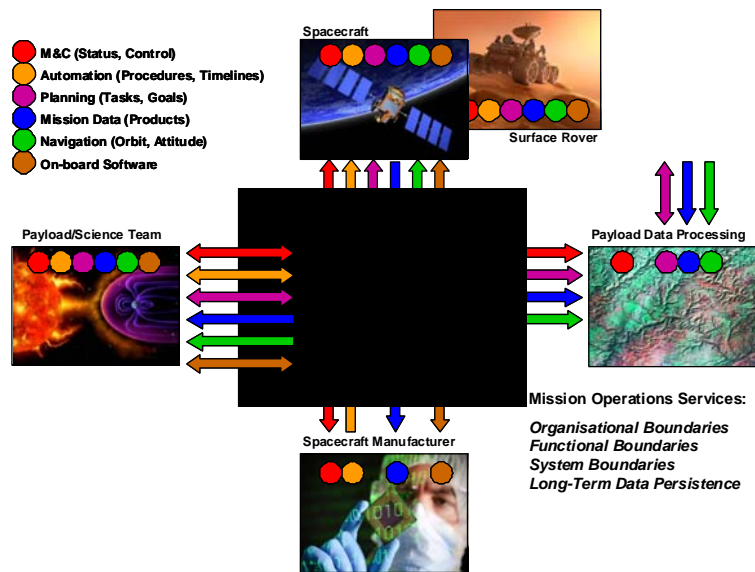 Spacecraft
M&C (Status, Control)
Automation (Procedures, Timelines)
Planning (Tasks, Goals)
Mission Data (Products)
Navigation (Orbit, Attitude)
On-board Software
Surface Rover
Payload/Science Team
Payload Data Processing
Mission Operations Services:
Organisational Boundaries
Functional Boundaries
System Boundaries
Long-Term Data Persistence
Spacecraft Manufacturer
010
101